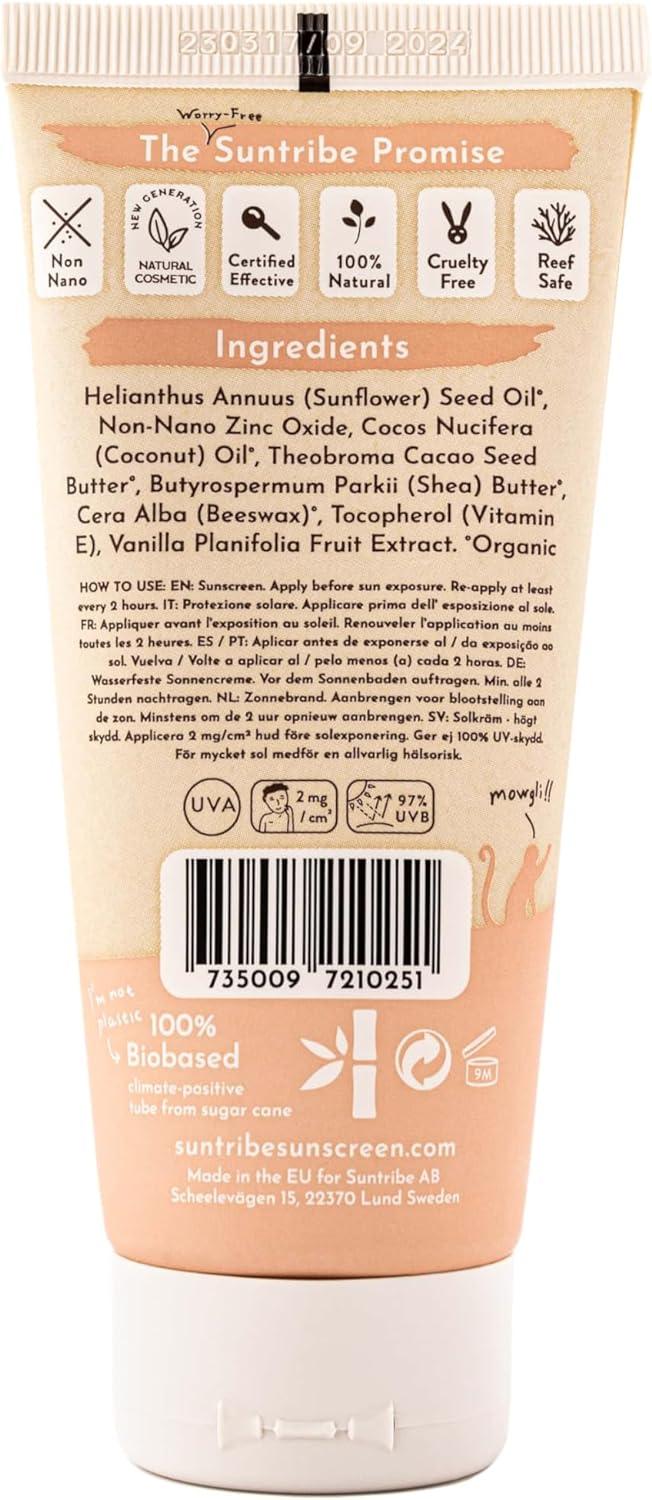 230317/09 2024
Worry-Free
The Suntribe Promise
Non
Nano
NEW GENERATION
NATURAL
COSMETIC
Certified
Effective
100%
Natural
Cruelty
Free
Reef
Safe
Ingredients
Helianthus Annuus (Sunflower) Seed Oil°,
Non-Nano Zinc Oxide, Cocos Nucifera
(Coconut) Oil°, Theobroma Cacao Seed
Butter°, Butyrospermum Parkii (Shea) Butter°,
Cera Alba (Beeswax)°, Tocopherol (Vitamin
E), Vanilla Planifolia Fruit Extract. °Organic
HOW TO USE: EN: Sunscreen. Apply before sun exposure. Re-apply at least
every 2 hours. IT: Protezione solare. Applicare prima dell' esposizione al sole.
FR: Appliquer avant l'exposition au soleil. Renouveler l'application au moins
toutes les 2 heures. ES / PT: Aplicar antes de exponerse al / da exposição ao
sol. Vuelva / Volte a aplicar al / pelo menos (a) cada 2 horas. DE:
Wasserfeste Sonnencreme. Vor dem Sonnenbaden auftragen. Min. alle 2
Stunden nachtragen. NL: Zonnebrand. Aanbrengen voor blootstelling aan
de zon. Minstens om de 2 uur opnieuw aanbrengen. SV: Solkräm - högt
skydd. Applicera 2 mg/cm² hud före solexponering. Ger ej 100% UV-skydd.
För mycket sol medför en allvarlig hälsorisk.
UVA
2 mg
/ cm²
97%
UVB
mowgli!!
735009 7210251
I'm not
plastic
100%
Biobased
climate-positive
tube from sugar cane
9M
suntribesunscreen.com
Made in the EU for Suntribe AB
Scheelevägen 15, 22370 Lund Sweden